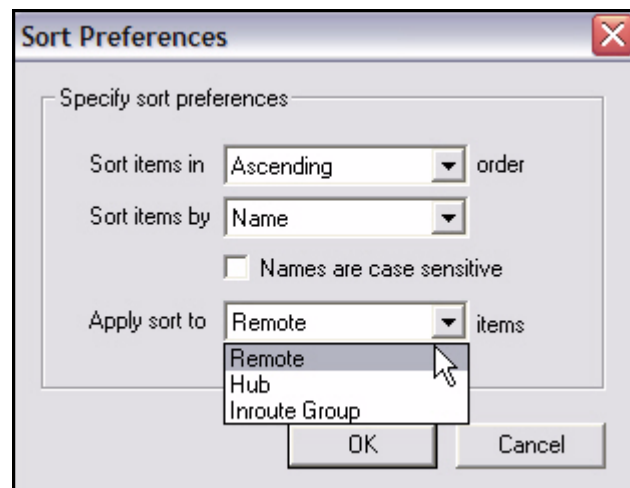 Sort Preferences
Specify sort preferences
Sort items in Ascending order
Sort items by Name
Names are case sensitive
Apply sort to Remote items
Remote
Hub
Inroute Group
OK Cancel